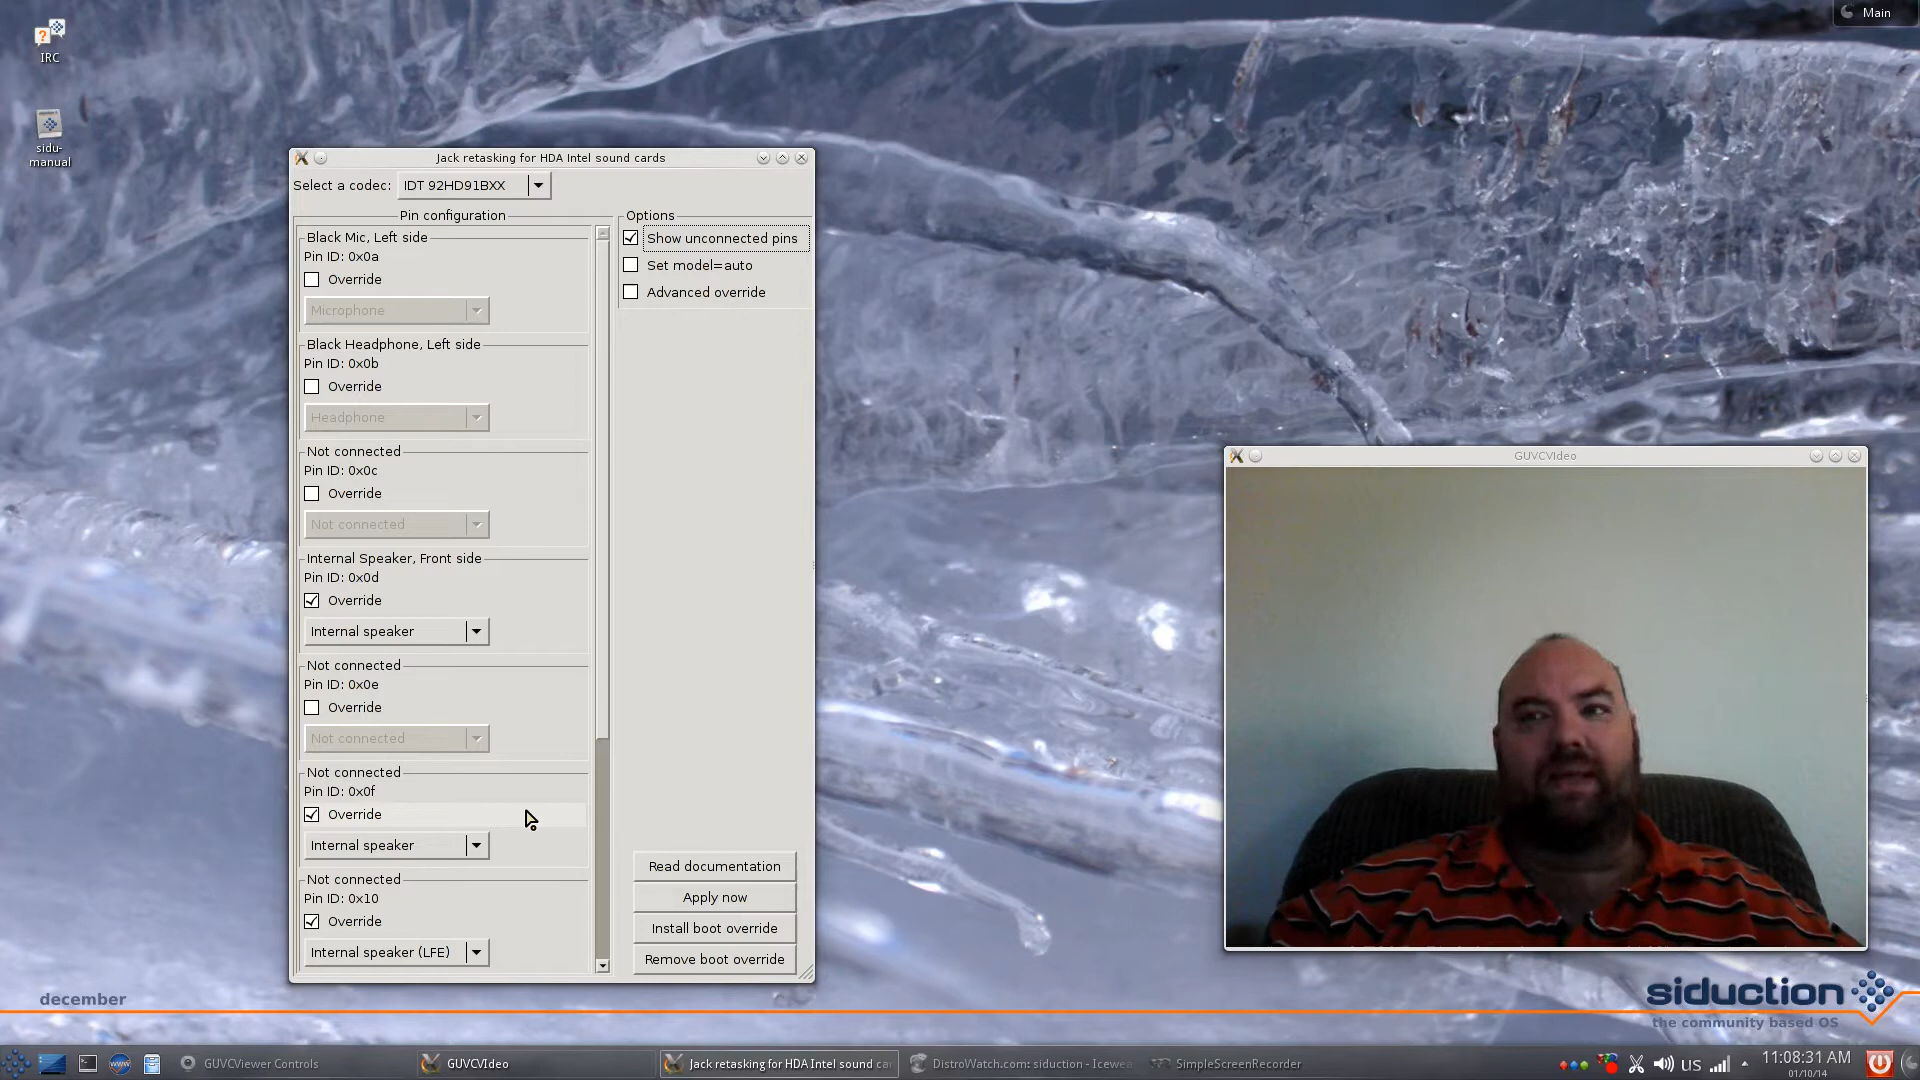 Main
IRC
sidu-
manual
Jack retasking for HDA Intel sound cards
Select a codec: IDT 92HD91BXX
Pin configuration
Black Mic, Left side
Pin ID: 0x0a
Override
Microphone
Black Headphone, Left side
Pin ID: 0x0b
Override
Headphone
Not connected
Pin ID: 0x0c
Override
Not connected
Internal Speaker, Front side
Pin ID: 0x0d
Override
Internal speaker
Not connected
Pin ID: 0x0e
Override
Not connected
Not connected
Pin ID: 0x0f
Override
Internal speaker
Not connected
Pin ID: 0x10
Override
Internal speaker (LFE)
Options
Show unconnected pins
Set model=auto
Advanced override
Read documentation
Apply now
Install boot override
Remove boot override
GUVCVIdeo
december
siduction
the community based OS
www
GUVCViewer Controls
GUVCVIdeo
Jack retasking for HDA Intel sound ca
DistroWatch.com: siduction - Icewea
SimpleScreenRecorder
US
11:08:31 AM
01/10/14